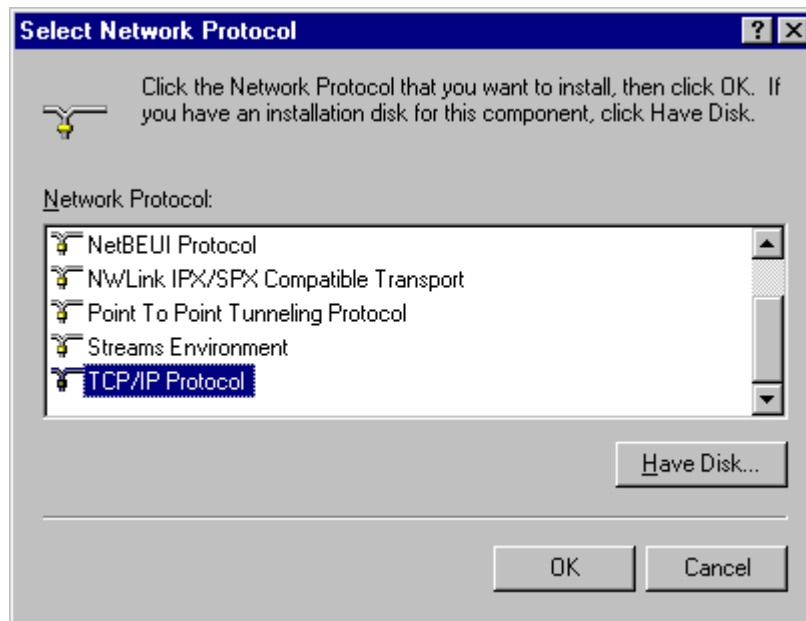 Select Network Protocol
Click the Network Protocol that you want to install, then click OK.  If
you have an installation disk for this component, click Have Disk.
Network Protocol:
NetBEUI Protocol
NWLink IPX/SPX Compatible Transport
Point To Point Tunneling Protocol
Streams Environment
TCP/IP Protocol
Have Disk...
OK
Cancel